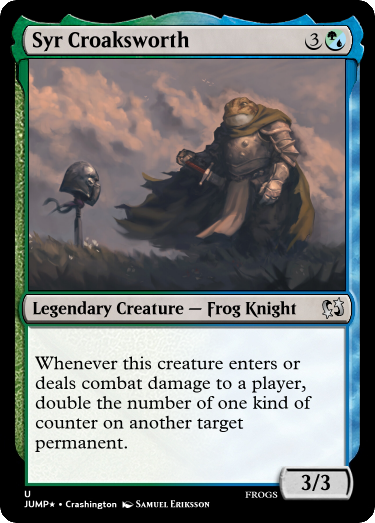 Syr Croaksworth 3
Legendary Creature — Frog Knight
Whenever this creature enters or
deals combat damage to a player,
double the number of one kind of
counter on another target
permanent.
3/3
U FROGS
JUMP★ • Crashington Samuel Eriksson